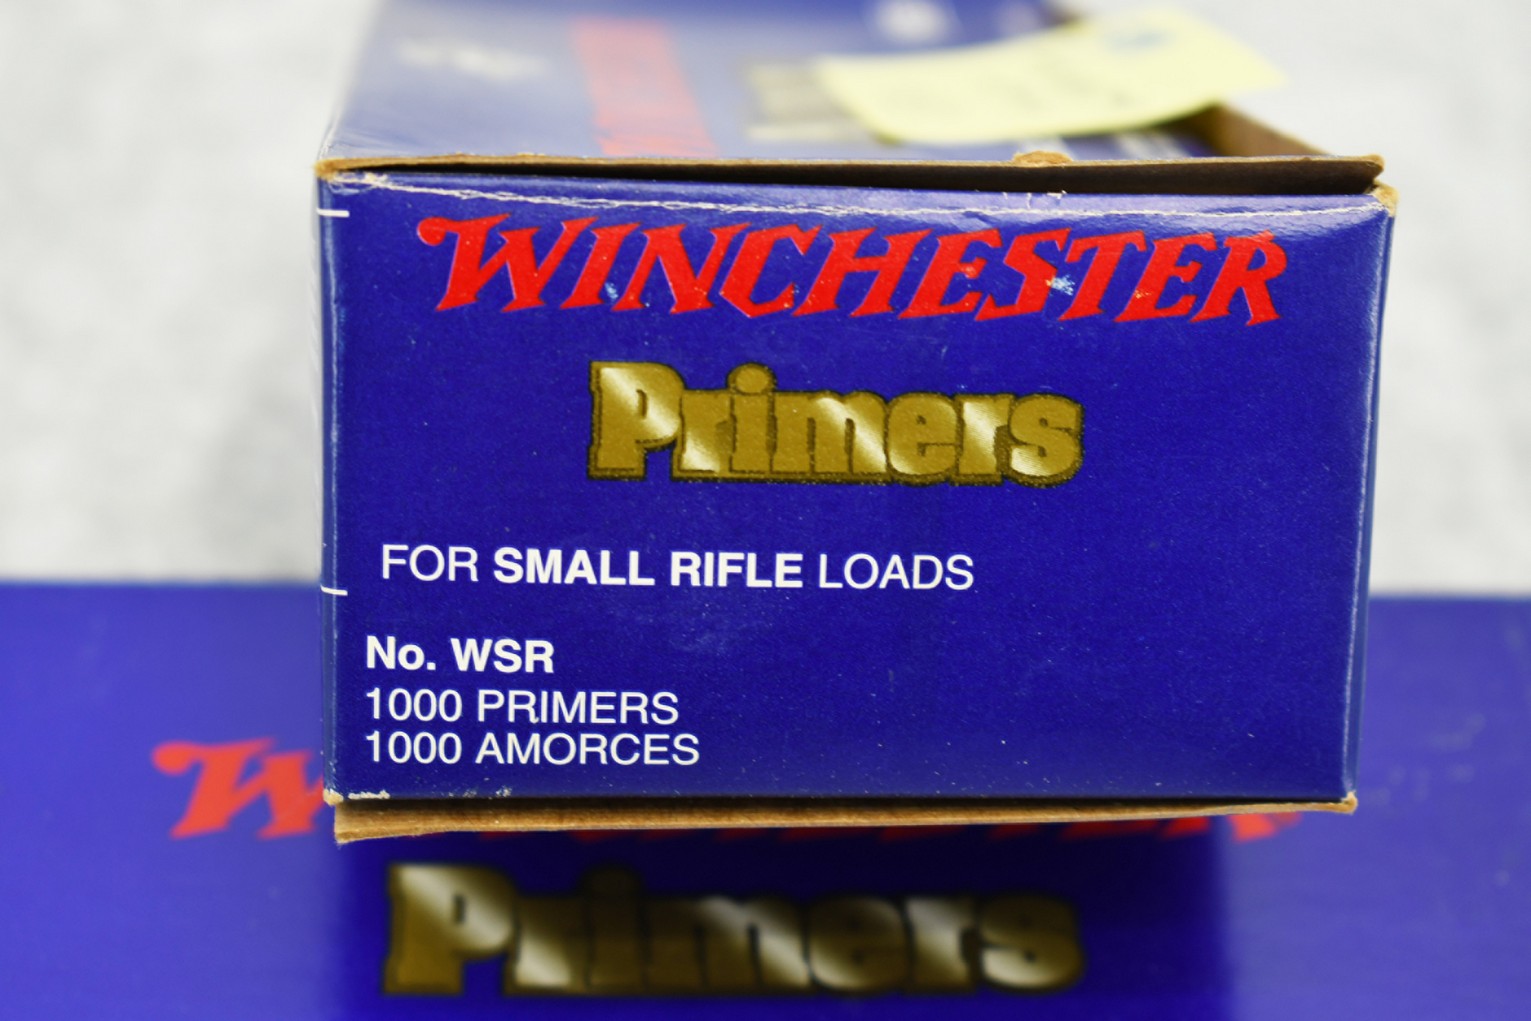 WINCHESTER
Primers
FOR SMALL RIFLE LOADS
No. WSR
1000 PRIMERS
1000 AMORCES
Primers